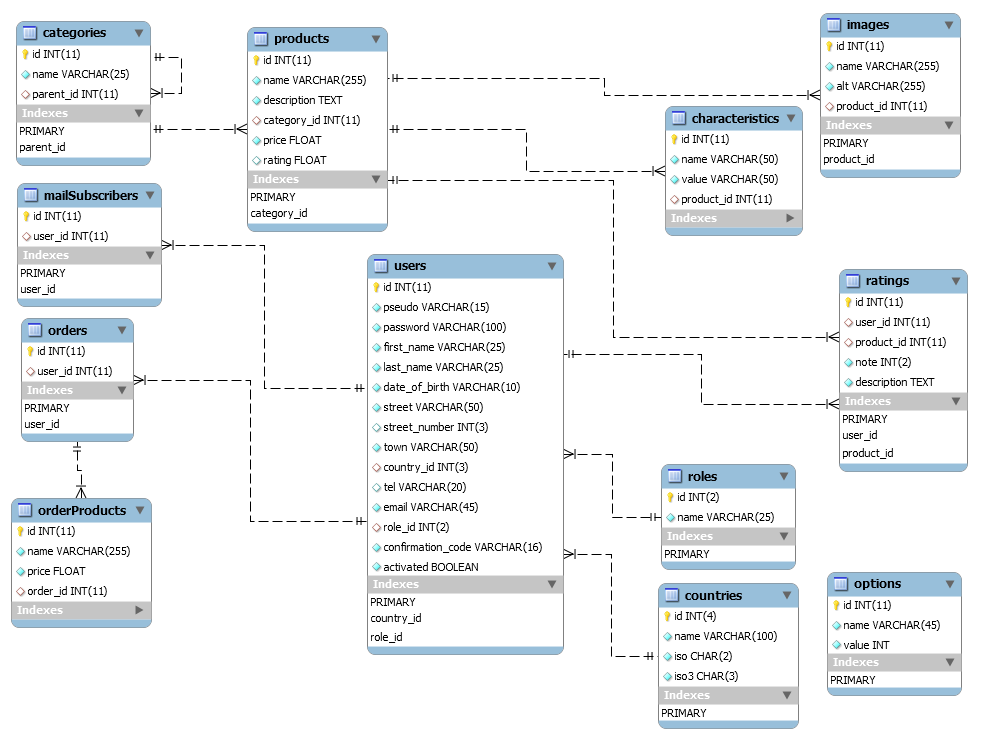 categories
id INT(11)
name VARCHAR(25)
parent_id INT(11)
Indexes
PRIMARY
parent_id
products
id INT(11)
name VARCHAR(255)
description TEXT
category_id INT(11)
price FLOAT
rating FLOAT
Indexes
PRIMARY
category_id
images
id INT(11)
name VARCHAR(255)
alt VARCHAR(255)
product_id INT(11)
Indexes
PRIMARY
product_id
characteristics
id INT(11)
name VARCHAR(50)
value VARCHAR(50)
product_id INT(11)
Indexes
mailSubscribers
id INT(11)
user_id INT(11)
Indexes
PRIMARY
user_id
users
id INT(11)
pseudo VARCHAR(15)
password VARCHAR(100)
first_name VARCHAR(25)
last_name VARCHAR(25)
date_of_birth VARCHAR(10)
street VARCHAR(50)
street_number INT(3)
town VARCHAR(50)
country_id INT(3)
tel VARCHAR(20)
email VARCHAR(45)
role_id INT(2)
confirmation_code VARCHAR(16)
activated BOOLEAN
Indexes
PRIMARY
country_id
role_id
ratings
id INT(11)
user_id INT(11)
product_id INT(11)
note INT(2)
description TEXT
Indexes
PRIMARY
user_id
product_id
orders
id INT(11)
user_id INT(11)
Indexes
PRIMARY
user_id
roles
id INT(2)
name VARCHAR(25)
Indexes
PRIMARY
orderProducts
id INT(11)
name VARCHAR(255)
price FLOAT
order_id INT(11)
Indexes
countries
id INT(4)
name VARCHAR(100)
iso CHAR(2)
iso3 CHAR(3)
Indexes
PRIMARY
options
id INT(11)
name VARCHAR(45)
value INT
Indexes
PRIMARY